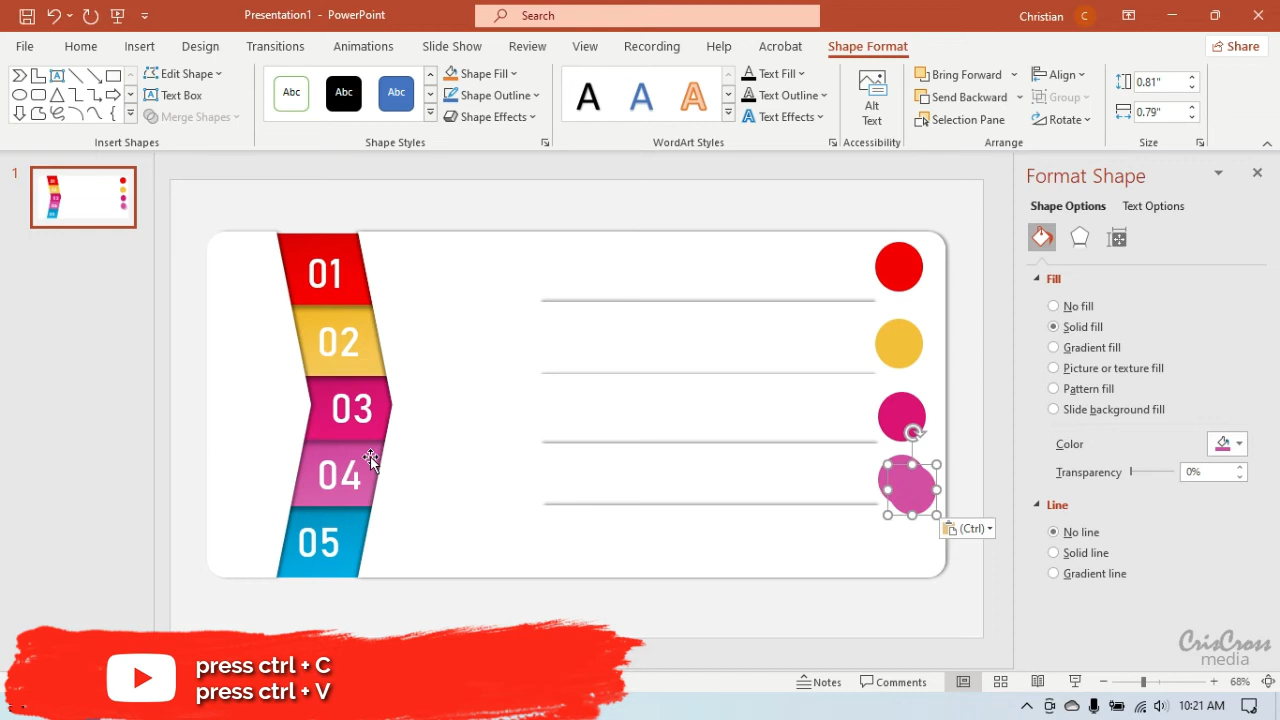 Presentation1 - PowerPoint
Search
Christian
C
File
Home
Insert
Design
Transitions
Animations
Slide Show
Review
View
Recording
Help
Acrobat
Shape Format
Share
Edit Shape
Text Box
Merge Shapes
Insert Shapes
Abc
Abc
Abc
Shape Fill
Shape Outline
Shape Effects
Shape Styles
A
A
A
Text Fill
Text Outline
Text Effects
WordArt Styles
Alt
Text
Accessibility
Bring Forward
Send Backward
Selection Pane
Align
Group
Rotate
Arrange
0.81"
0.79"
Size
1
01
02
03
04
05
(Ctrl)
Format Shape
Shape Options
Text Options
Fill
No fill
Solid fill
Gradient fill
Picture or texture fill
Pattern fill
Slide background fill
Color
Transparency
0%
Line
No line
Solid line
Gradient line
CrisCross
media
press ctrl + C
press ctrl + V
Notes
Comments
68%
10:21 AM